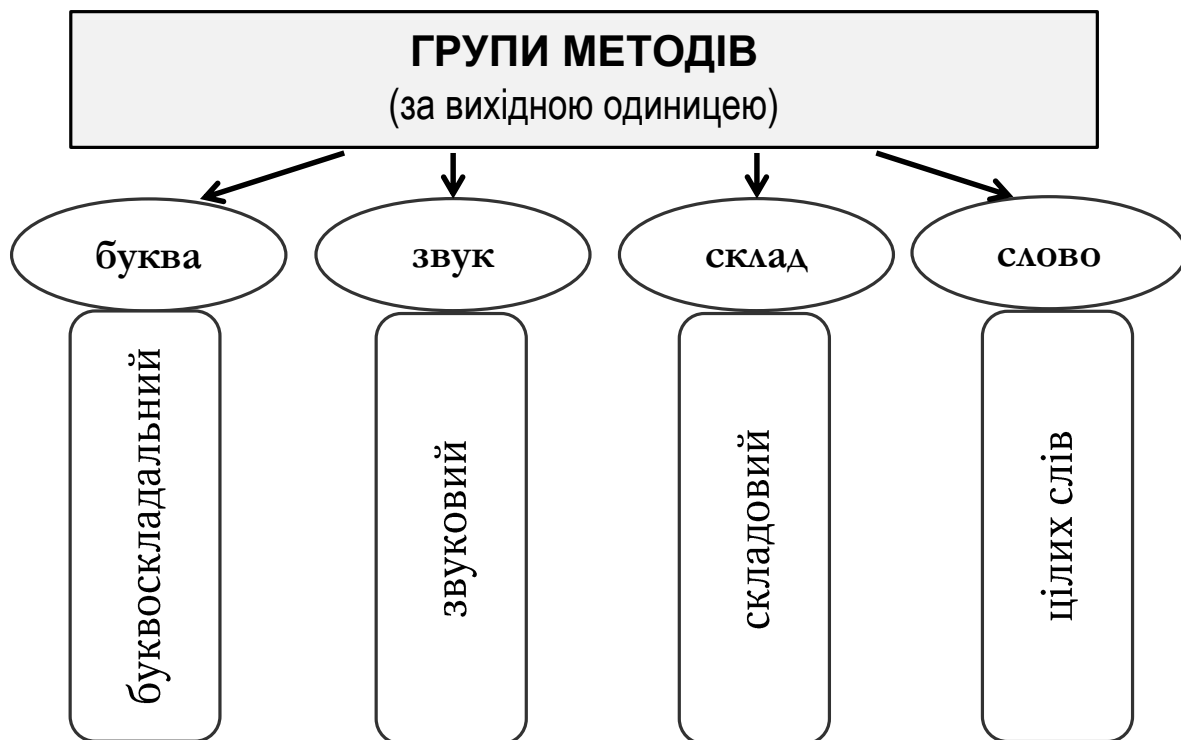 ГРУПИ МЕТОДІВ
(за вихідною одиницею)
буква
звук
склад
слово
буквоскладальний
звуковий
складовий
цілих слів